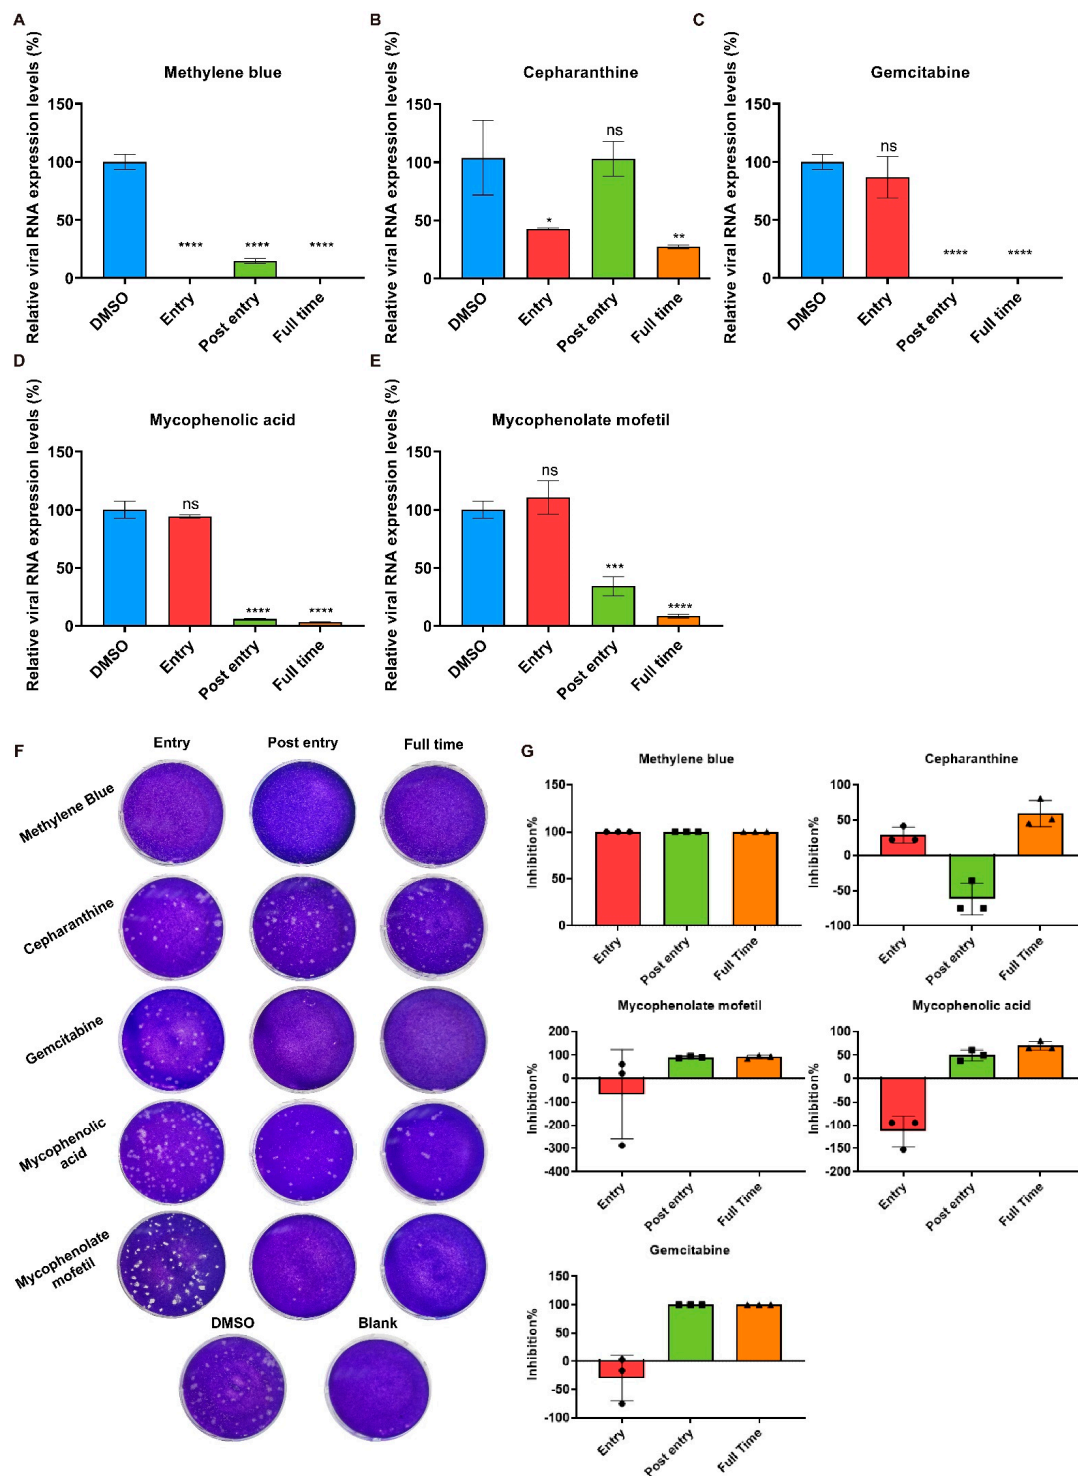 A
Methylene blue
Relative viral RNA expression levels (%)
150
100
50
0
**** **** ****
DMSO Entry Post entry Full time
B
Cepharanthine
Relative viral RNA expression levels (%)
150
100
50
0
* ns **
DMSO Entry Post entry Full time
C
Gemcitabine
Relative viral RNA expression levels (%)
150
100
50
0
ns **** ****
DMSO Entry Post entry Full time
D
Mycophenolic acid
Relative viral RNA expression levels (%)
150
100
50
0
ns **** ****
DMSO Entry Post entry Full time
E
Mycophenolate mofetil
Relative viral RNA expression levels (%)
150
100
50
0
ns *** ****
DMSO Entry Post entry Full time
F
Entry Post entry Full time
Methylene Blue
Cepharanthine
Gemcitabine
Mycophenolic
acid
Mycophenolate
mofetil
DMSO Blank
G
Methylene blue
Inhibition%
150
100
50
0
Entry Post entry Full Time
Cepharanthine
Inhibition%
100
50
0
-50
-100
Entry Post entry Full Time
Mycophenolate mofetil
Inhibition%
200
100
0
-100
-200
-300
-400
Entry Post entry Full Time
Mycophenolic acid
Inhibition%
100
50
0
-50
-100
-150
-200
Entry Post entry Full Time
Gemcitabine
Inhibition%
150
100
50
0
-50
-100
Entry Post entry Full Time